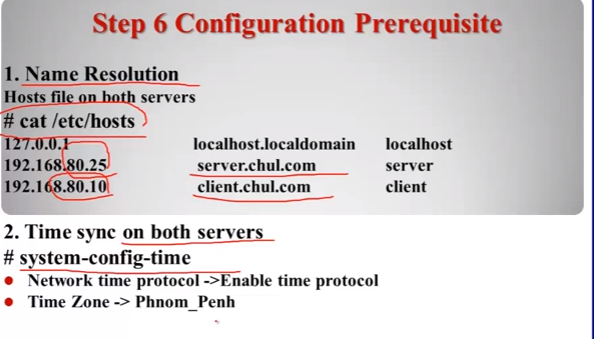 Step 6 Configuration Prerequisite
1. Name Resolution
Hosts file on both servers
# cat /etc/hosts
127.0.0.1 localhost.localdomain localhost
192.168.80.25 server.chul.com server
192.168.80.10 client.chul.com client
2. Time sync on both servers
# system-config-time
● Network time protocol ->Enable time protocol
● Time Zone -> Phnom_Penh